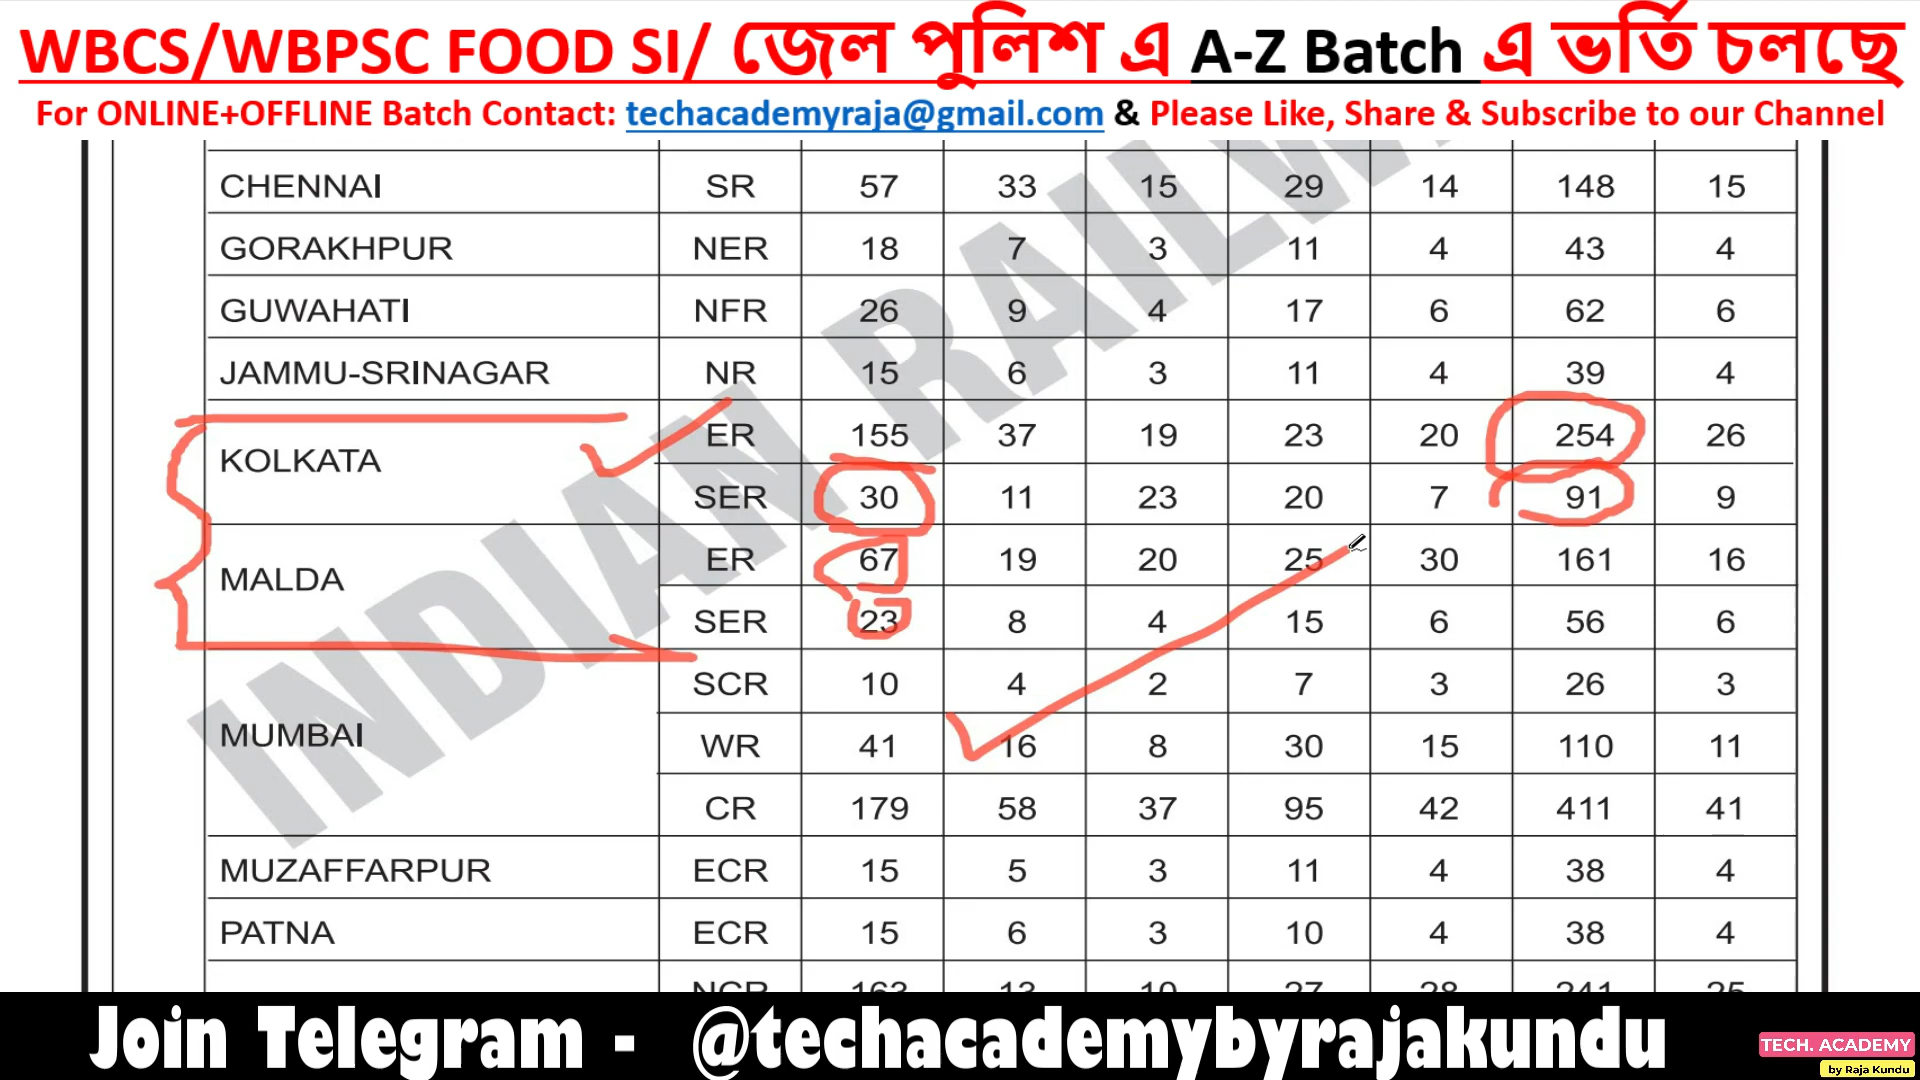 WBCS/WBPSC FOOD SI/ জেল পুলিশ এ A-Z Batch এ ভর্তি চলছে
For ONLINE+OFFLINE Batch Contact: techacademyraja@gmail.com & Please Like, Share & Subscribe to our Channel
CHENNAI SR 57 33 15 29 14 148 15
GORAKHPUR NER 18 7 3 11 4 43 4
GUWAHATI NFR 26 9 4 17 6 62 6
JAMMU-SRINAGAR NR 15 6 3 11 4 39 4
KOLKATA ER 155 37 19 23 20 254 26
SER 30 11 23 20 7 91 9
MALDA ER 67 19 20 25 30 161 16
SER 23 8 4 15 6 56 6
MUMBAI SCR 10 4 2 7 3 26 3
WR 41 16 8 30 15 110 11
CR 179 58 37 95 42 411 41
MUZAFFARPUR ECR 15 5 3 11 4 38 4
PATNA ECR 15 6 3 10 4 38 4
INDIAN RAILW
Join Telegram - @techacademybyrajakundu
TECH. ACADEMY
by Raja Kundu